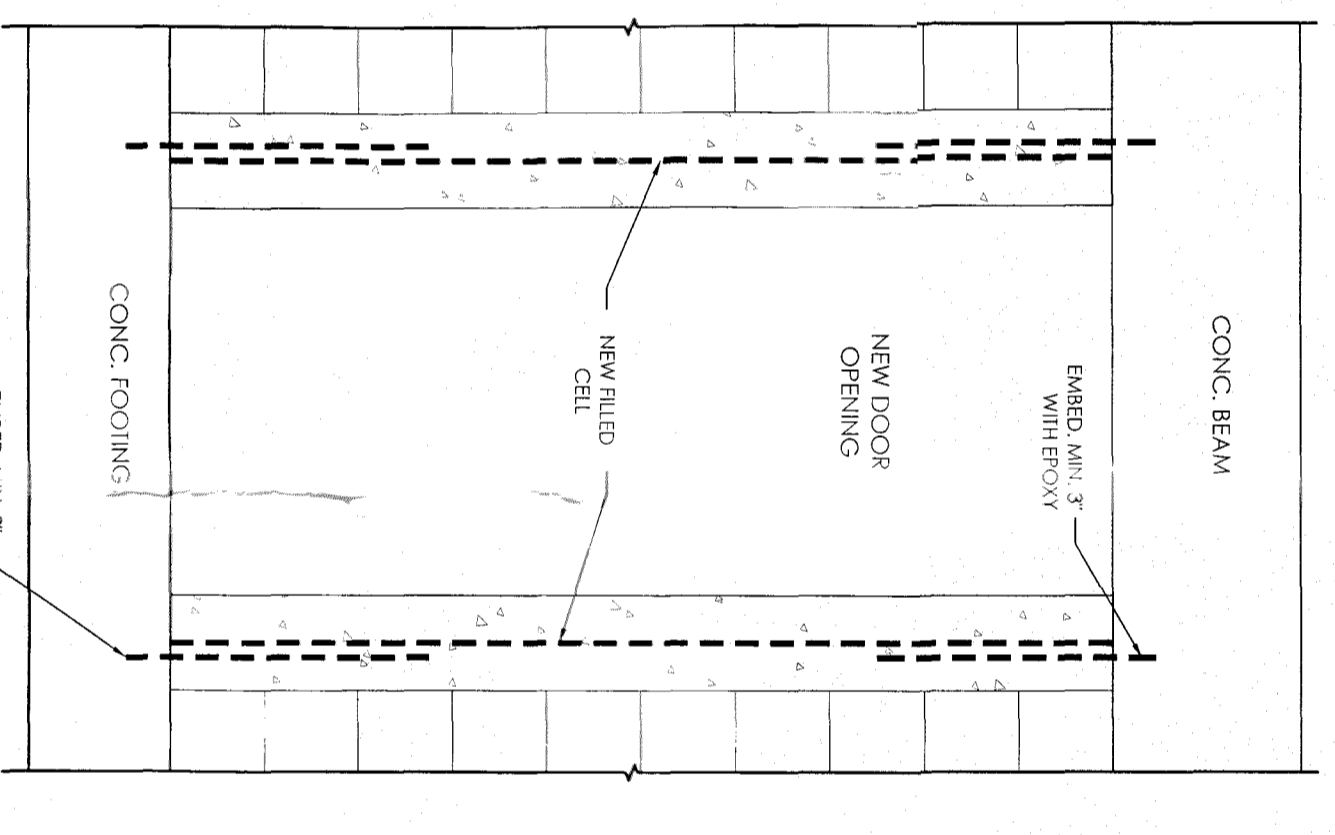 CONC. BEAM
EMBED. MIN. 3"
WITH EPOXY
NEW DOOR
OPENING
NEW FILLED
CELL
CONC. FOOTING